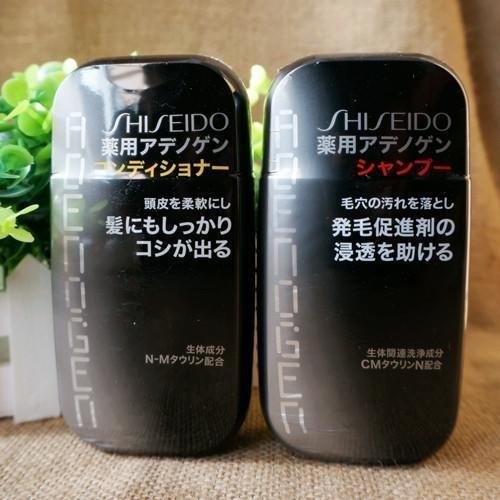 ADENOGEN
SHISEIDO
薬用アデノゲン
コンディショナー
頭皮を柔軟にし
髪にもしっかり
コシが出る
生体成分
N-Mタウリン配合
ADENOGEN
SHISEIDO
薬用アデノゲン
シャンプー
毛穴の汚れを落とし
発毛促進剤の
浸透を助ける
生体関連洗浄成分
CMタウリンN配合